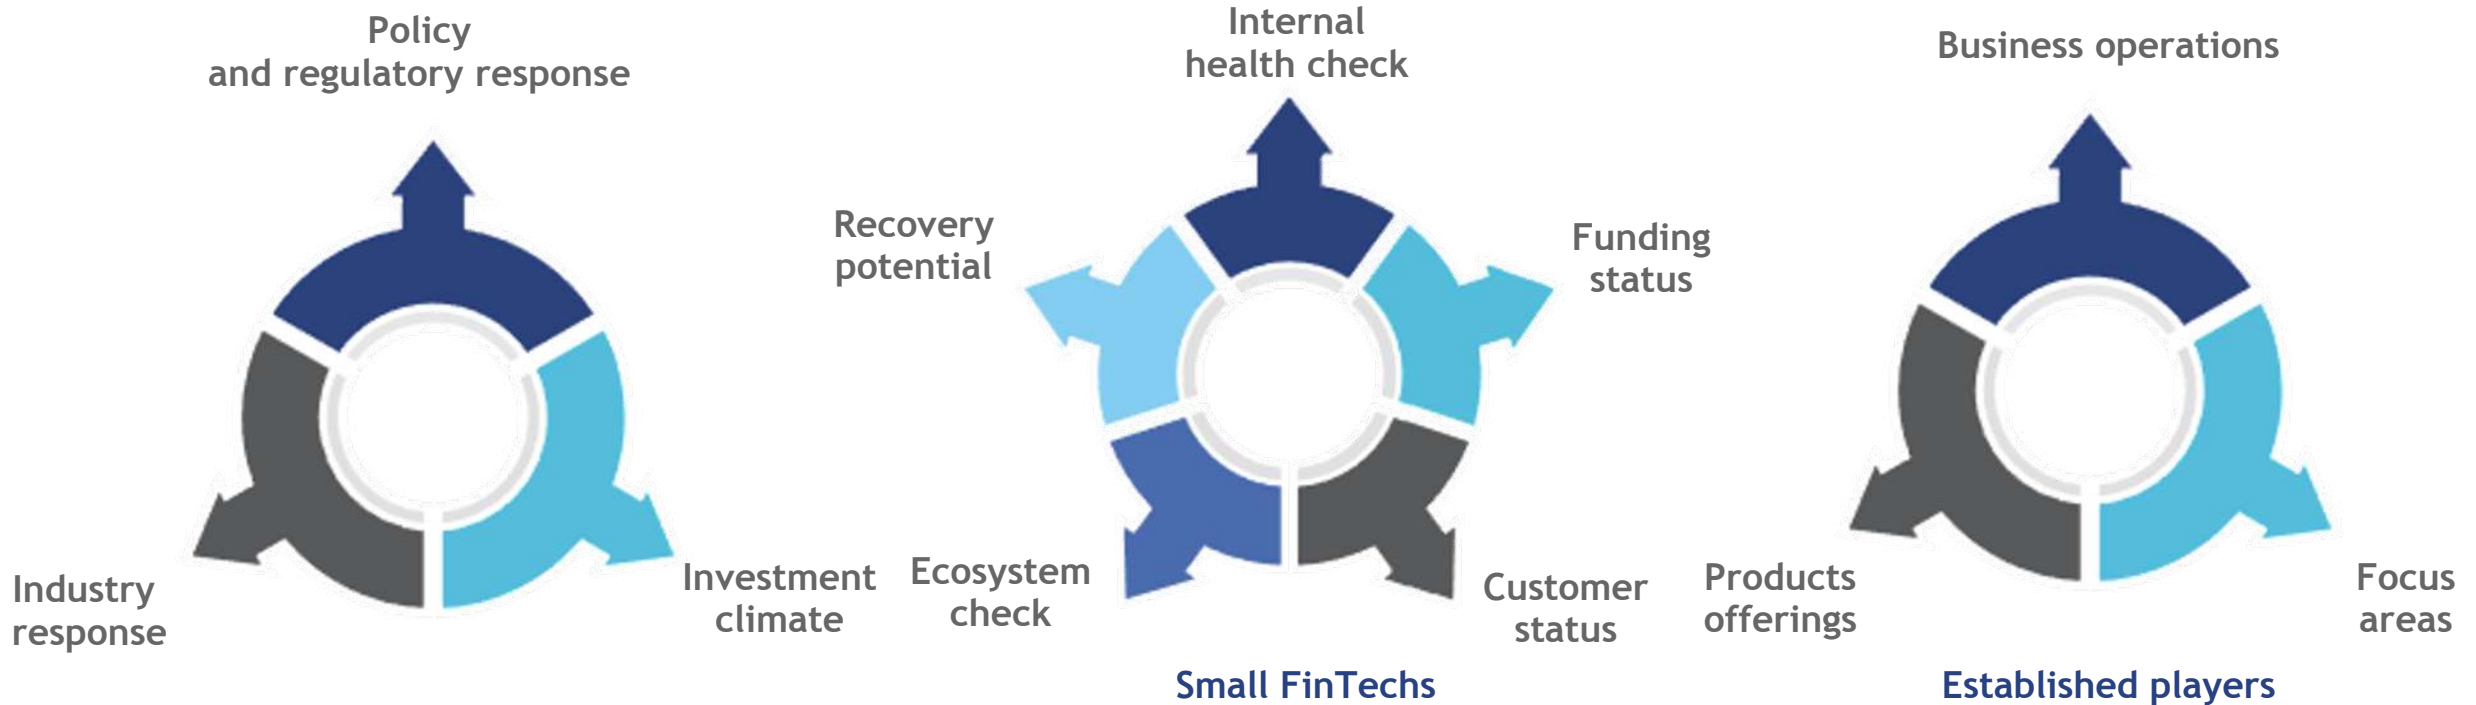 Policy
and regulatory response
Industry
response
Investment
climate
Internal
health check
Recovery
potential
Funding
status
Ecosystem
check
Customer
status
Small FinTechs
Business operations
Products
offerings
Focus
areas
Established players